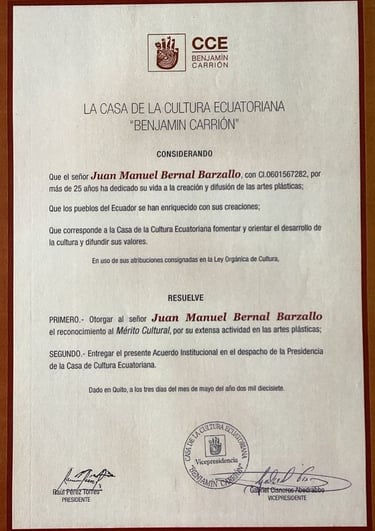 CCE
BENJAMÍN
CARRIÓN
LA CASA DE LA CULTURA ECUATORIANA
"BENJAMIN CARRIÓN"
CONSIDERANDO
Que el señor Juan Manuel Bernal Barzallo, con CI.0601567282, por
más de 25 años ha dedicado su vida a la creación y difusión de las artes plásticas;
Que los pueblos del Ecuador se han enriquecido con sus creaciones;
Que corresponde a la Casa de la Cultura Ecuatoriana fomentar y orientar el desarrollo de
la cultura y difundir sus valores.
En uso de sus atribuciones consignadas en la Ley Orgánica de Cultura,
RESUELVE
PRIMERO.- Otorgar al señor Juan Manuel Bernal Barzallo
el reconocimiento al Mérito Cultural, por su extensa actividad en las artes plásticas;
SEGUNDO.- Entregar el presente Acuerdo Institucional en el despacho de la Presidencia
de la Casa de Cultura Ecuatoriana.
Dado en Quito, a los tres días del mes de mayo del año dos mil diecisiete.
CASA DE LA CULTURA ECUATORIANA
Vicepresidencia
"BENJAMÍN CARRIÓN"
Raúl Pérez Torres
PRESIDENTE
Gabriel Cisneros Abedrabbo
VICEPRESIDENTE